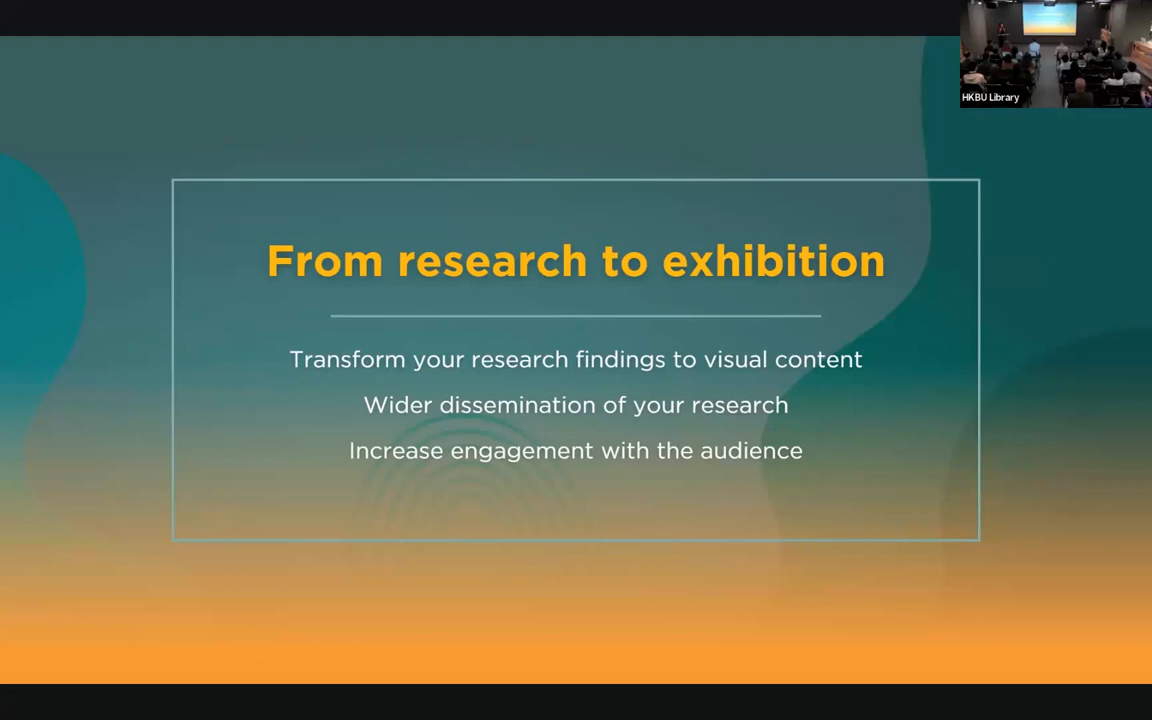 From research to exhibition
Transform your research findings to visual content
Wider dissemination of your research
Increase engagement with the audience
HKBU Library